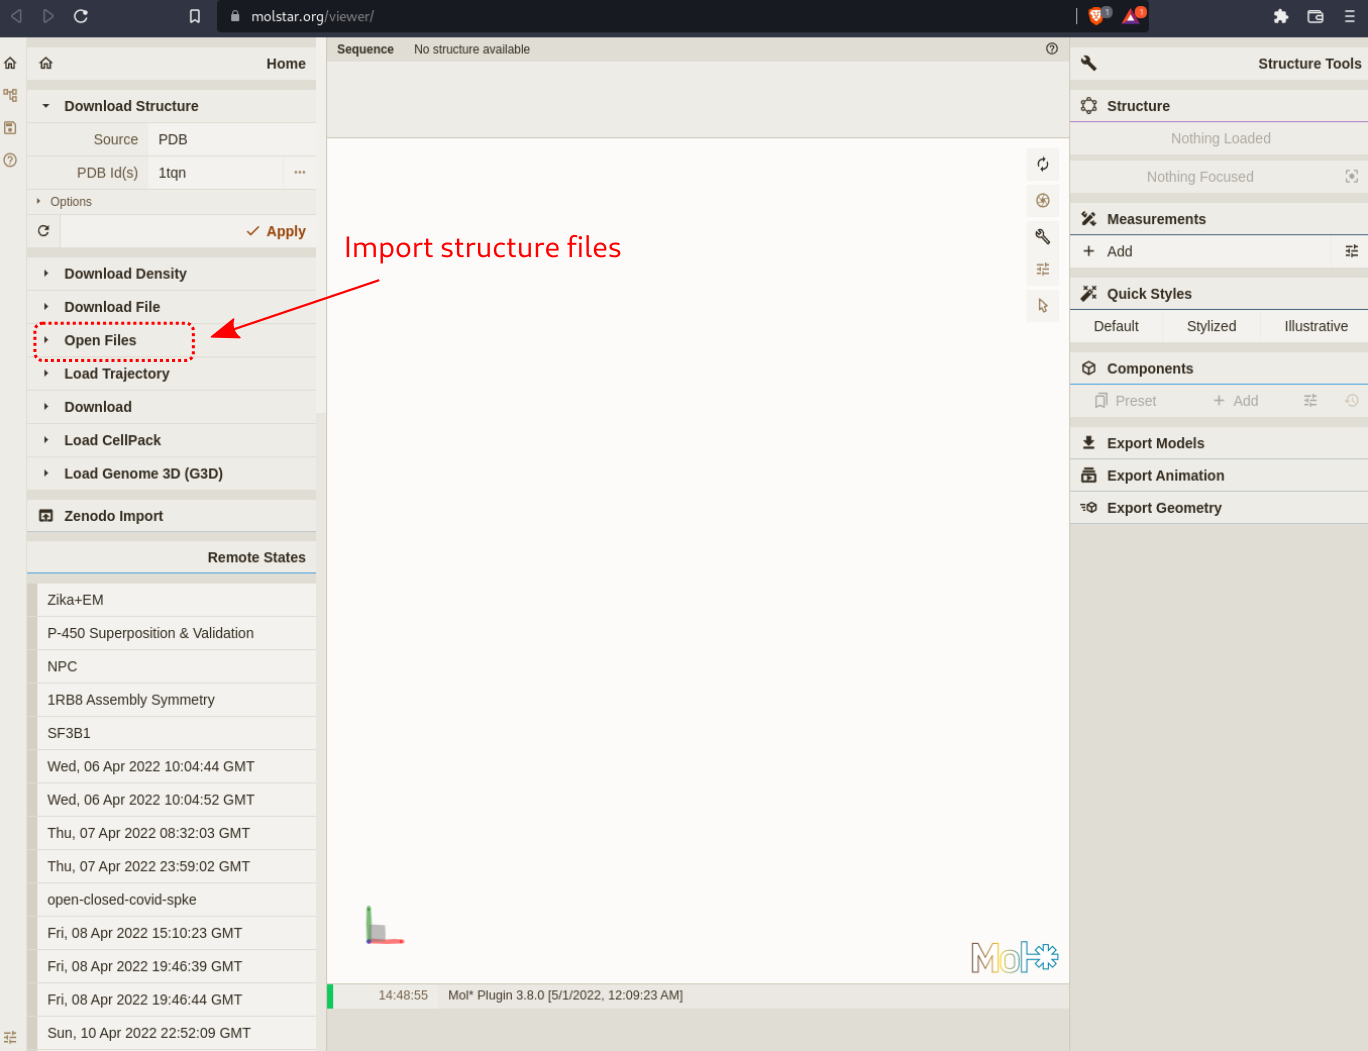 molstar.org/viewer/
1
1
Home
Download Structure
Source PDB
PDB Id(s) 1tqn
Options
Apply
Download Density
Download File
Open Files
Load Trajectory
Download
Load CellPack
Load Genome 3D (G3D)
Zenodo Import
Remote States
Zika+EM
P-450 Superposition & Validation
NPC
1RB8 Assembly Symmetry
SF3B1
Wed, 06 Apr 2022 10:04:44 GMT
Wed, 06 Apr 2022 10:04:52 GMT
Thu, 07 Apr 2022 08:32:03 GMT
Thu, 07 Apr 2022 23:59:02 GMT
open-closed-covid-spke
Fri, 08 Apr 2022 15:10:23 GMT
Fri, 08 Apr 2022 19:46:39 GMT
Fri, 08 Apr 2022 19:46:44 GMT
Sun, 10 Apr 2022 22:52:09 GMT
Sequence No structure available
Import structure files
Mol*
14:48:55 Mol* Plugin 3.8.0 [5/1/2022, 12:09:23 AM]
Structure Tools
Structure
Nothing Loaded
Nothing Focused
Measurements
Add
Quick Styles
Default Stylized Illustrative
Components
Preset Add
Export Models
Export Animation
Export Geometry